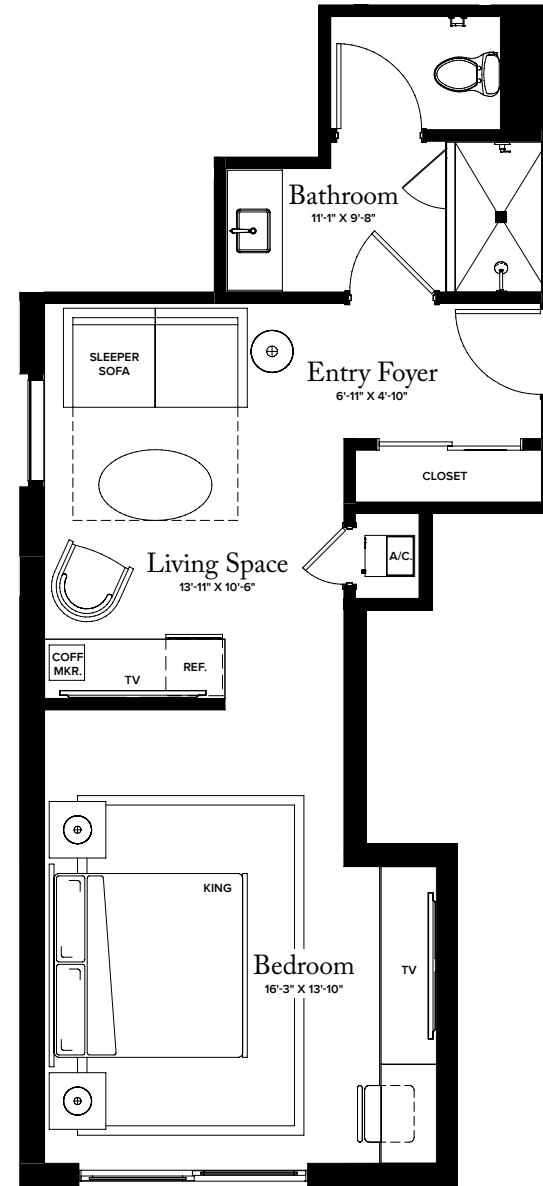 Bathroom
11'-1" X 9'-8"
SLEEPER
SOFA
Entry Foyer
6'-11" X 4'-10"
CLOSET
A/C.
Living Space
13'-11" X 10'-6"
COFF
MKR.
TV
REF.
KING
Bedroom
16'-3" X 13'-10"
TV